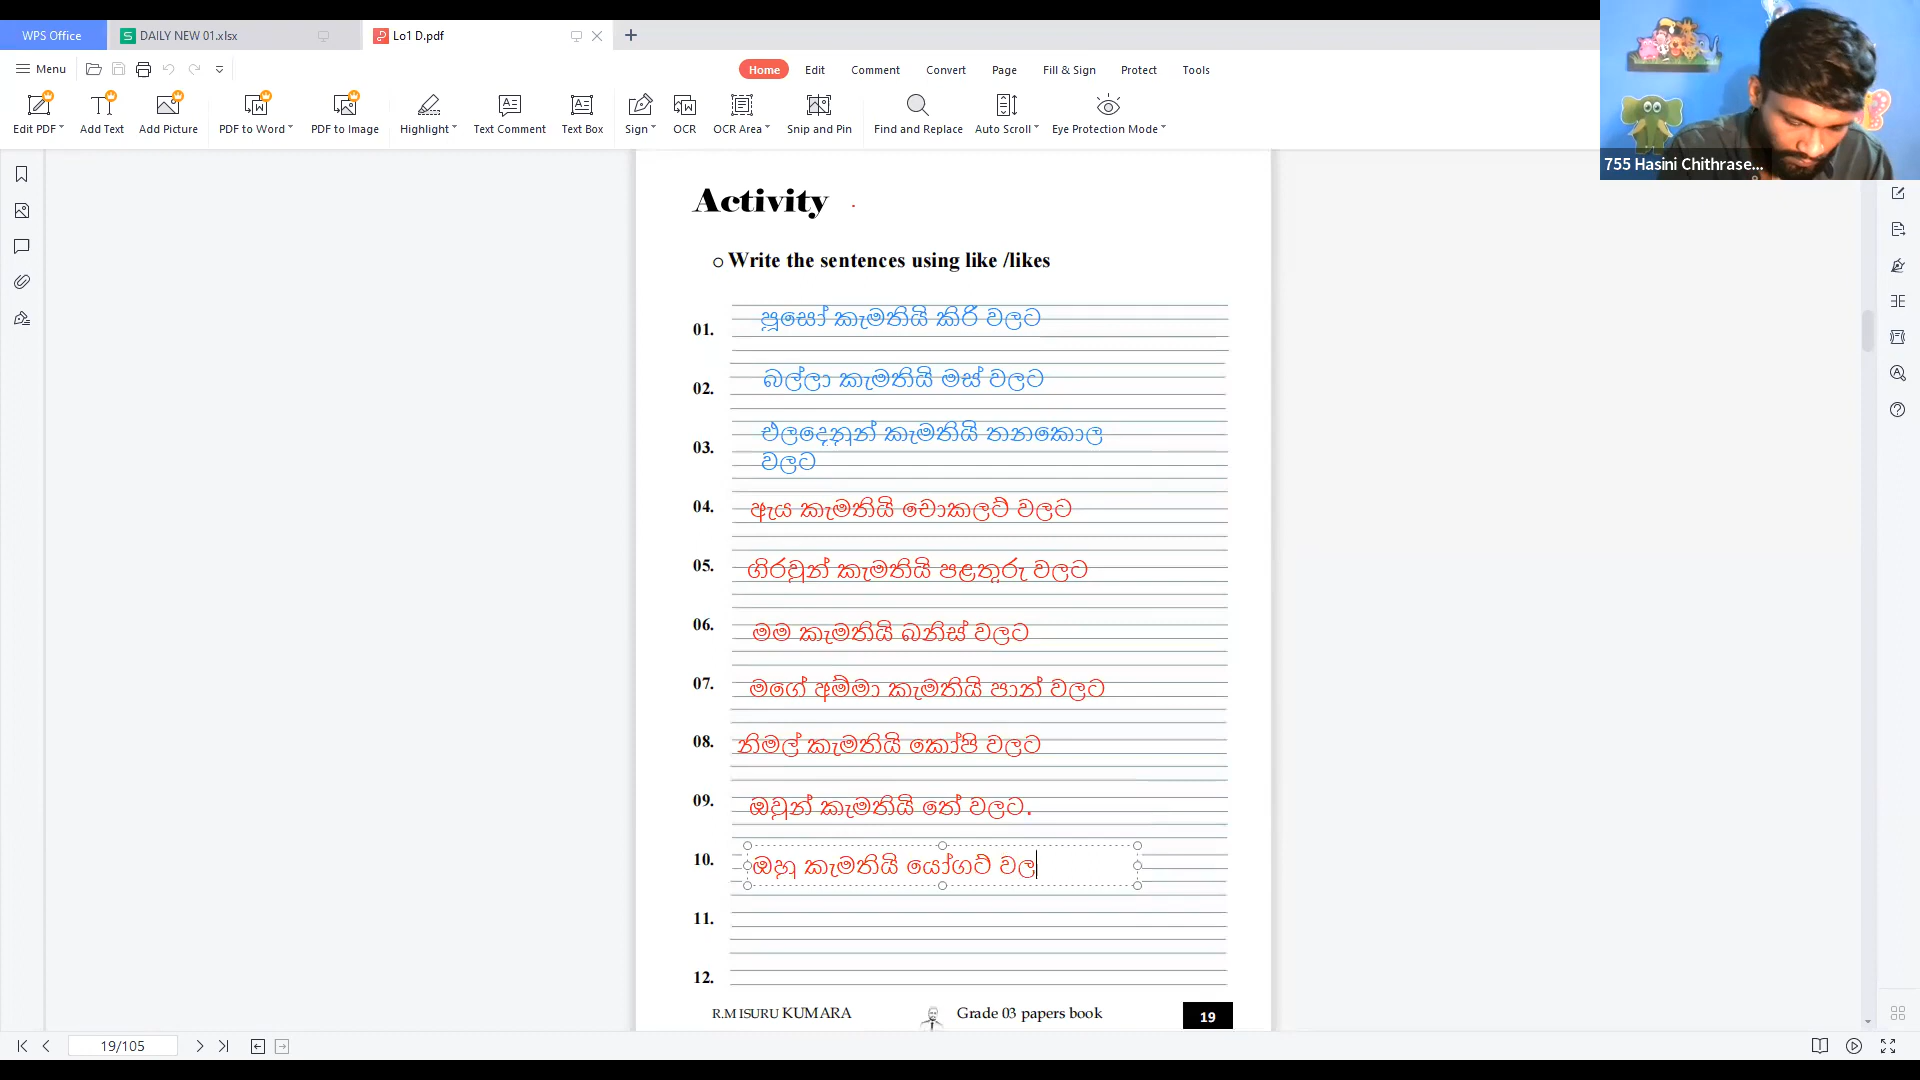 WPS Office
DAILY NEW 01.xlsx
Lo1 D.pdf
Menu
Home
Edit
Comment
Convert
Page
Fill & Sign
Protect
Tools
Edit PDF
Add Text
Add Picture
PDF to Word
PDF to Image
Highlight
Text Comment
Text Box
Sign
OCR
OCR Area
Snip and Pin
Find and Replace
Auto Scroll
Eye Protection Mode
755 Hasini Chithrase...
Activity
Write the sentences using like /likes
01. පූසෝ කැමතියි කිරි වලට
02. බල්ලා කැමතියි මස් වලට
03. එලදෙනුන් කැමතියි තනකොල
වලට
04. ඇය කැමතියි චොකලට් වලට
05. ගිරවුන් කැමතියි පළතුරු වලට
06. මම කැමතියි බනිස් වලට
07. මගේ අම්මා කැමතියි පාන් වලට
08. නිමල් කැමතියි කෝපි වලට
09. ඔවුන් කැමතියි තේ වලට.
10. ඔහු කැමතියි යෝගට් වල
11.
12.
R.M ISURU KUMARA
Grade 03 papers book
19
19/105